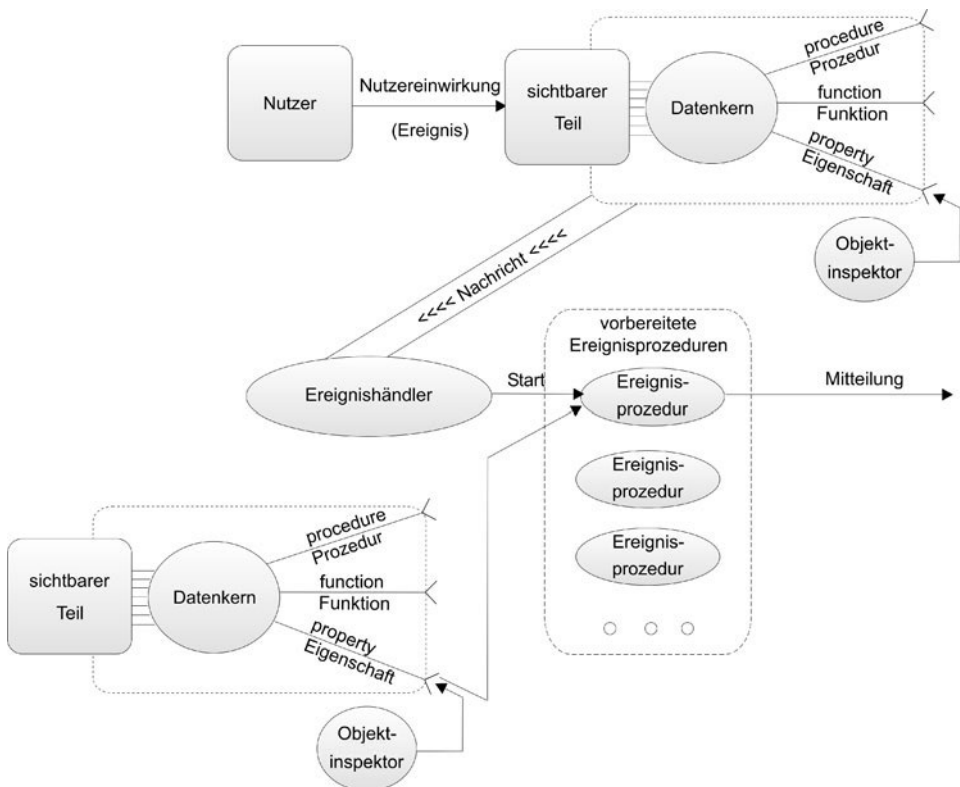 procedure
Prozedur
Nutzer
Nutzereinwirkung
(Ereignis)
sichtbarer
Teil
Datenkern
function
Funktion
property
Eigenschaft
Objekt-
inspektor
<<<< Nachricht <<<<
vorbereitete
Ereignisprozeduren
Ereignishändler
Start
Ereignis-
prozedur
Mitteilung
Ereignis-
prozedur
Ereignis-
prozedur
procedure
Prozedur
sichtbarer
Teil
Datenkern
function
Funktion
property
Eigenschaft
Objekt-
inspektor